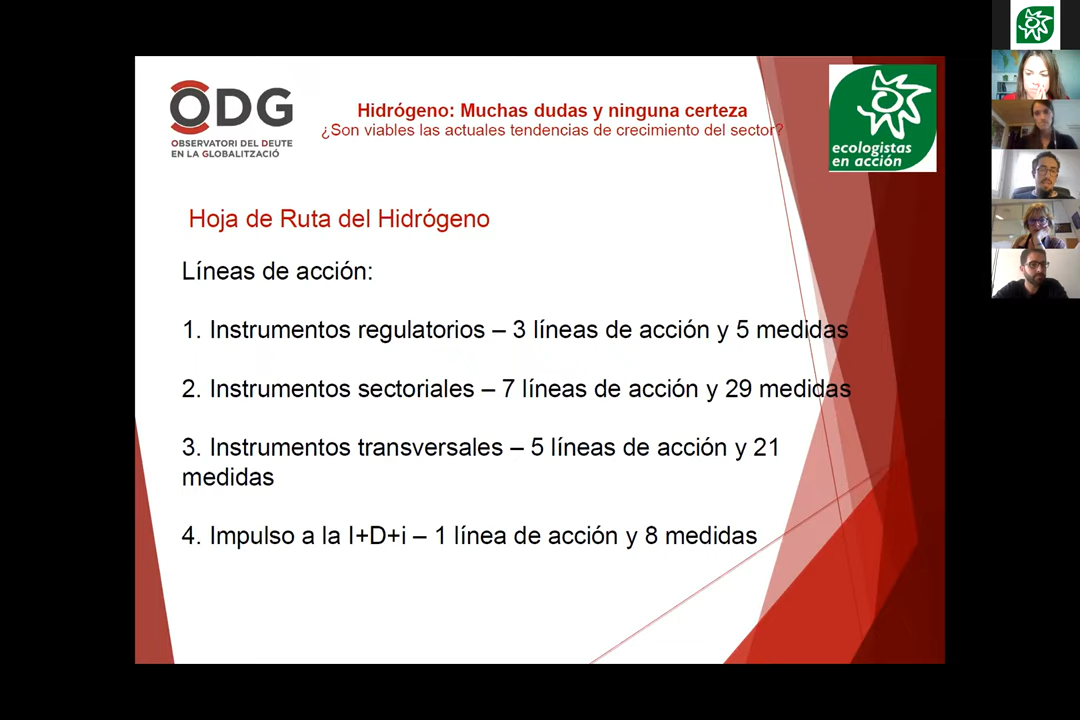 ODG
OBSERVATORI DEL DEUTE
EN LA GLOBALITZACIÓ
Hidrógeno: Muchas dudas y ninguna certeza
¿Son viables las actuales tendencias de crecimiento del sector?
ecologistas
en acción
Hoja de Ruta del Hidrógeno
Líneas de acción:
1. Instrumentos regulatorios – 3 líneas de acción y 5 medidas
2. Instrumentos sectoriales – 7 líneas de acción y 29 medidas
3. Instrumentos transversales – 5 líneas de acción y 21
medidas
4. Impulso a la I+D+i – 1 línea de acción y 8 medidas